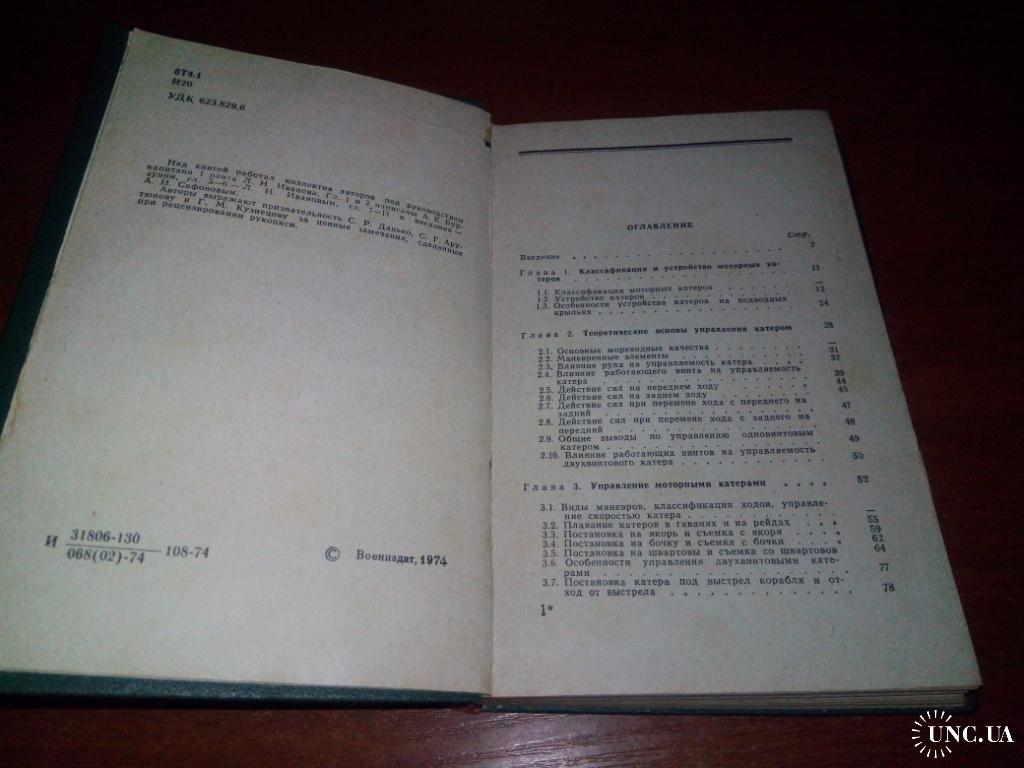 6Т4.1
И20
УДК 623.829.6
Над книгой работал коллектив авторов под руководством
капитана 1 ранга Л. Н. Иванова. Гл. 1 и 2 написаны А. Е. Бур-
ауном, гл. 3—6 — Л. Н. Ивановым, гл. 7—11 и введение —
А. И. Сафоновым.
Авторы выражают признательность С. Р. Данько, С. Г. Ару-
тюнову и Г. М. Кузнецову за ценные замечания, сделанные
при рецензировании рукописи.
И 31806-130
068(02)-74 108-74
© Воениздат, 1974
ОГЛАВЛЕНИЕ
Стр.
Введение . . . . . . . . . . . . . . 7
Глава 1. Классификация и устройство моторных ка-
теров . . . . . . . . . . . . . . 11
1.1. Классификация моторных катеров . . . . . —
1.2. Устройство катеров . . . . . . . . . 12
1.3. Особенности устройства катеров на подводных
крыльях . . . . . . . . . . . . . 24
Глава 2. Теоретические основы управления катером 28
2.1. Основные мореходные качества . . . . . . —
2.2. Маневренные элементы . . . . . . . . 31
2.3. Влияние руля на управляемость катера . . . . 37
2.4. Влияние работающего винта на управляемость
катера . . . . . . . . . . . . . 39
2.5. Действие сил на переднем ходу . . . . . . 44
2.6. Действие сил на заднем ходу . . . . . . . 45
2.7. Действие сил при перемене хода с переднего на
задний . . . . . . . . . . . . . 47
2.8. Действие сил при перемене хода с заднего на
передний . . . . . . . . . . . . . 48
2.9. Общие выводы по управлению одновинтовым
катером . . . . . . . . . . . . . 49
2.10. Влияние работающих винтов на управляемость
двухвинтового катера . . . . . . . . . 50
Глава 3. Управление моторными катерами . . . . 52
3.1. Виды маневров, классификация ходов, управле-
ние скоростью катера . . . . . . . . . —
3.2. Плавание катеров в гаванях и на рейдах . . . 55
3.3. Постановка на якорь и съемка с якоря . . . . 59
3.4. Постановка на бочку и съемка с бочки . . . . 62
3.5. Постановка на швартовы и съемка со швартовов 64
3.6. Особенности управления двухвинтовыми кате-
рами . . . . . . . . . . . . . . 77
3.7. Постановка катера под выстрел корабля и от-
ход от выстрела . . . . . . . . . . . 78
1*
UNC.UA